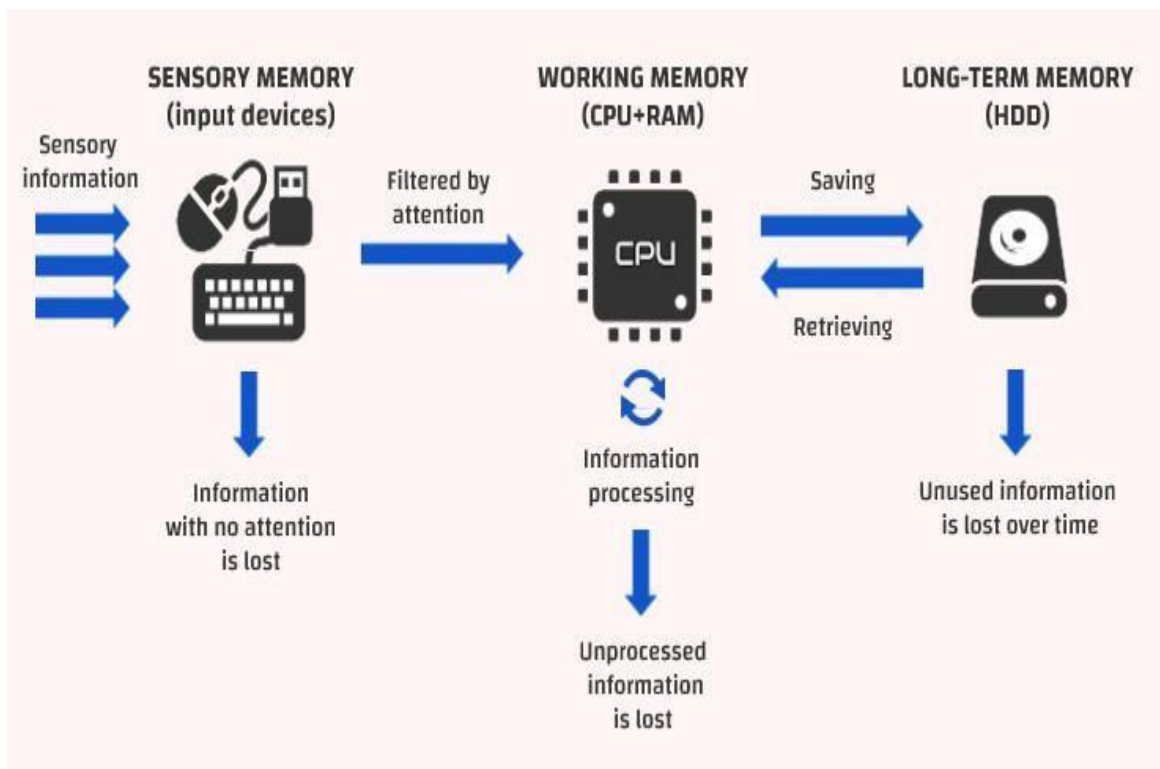 SENSORY MEMORY
(input devices)
WORKING MEMORY
(CPU+RAM)
LONG-TERM MEMORY
(HDD)
Sensory
information
Filtered by
attention
CPU
Saving
Retrieving
Information
with no attention
is lost
Information
processing
Unprocessed
information
is lost
Unused information
is lost over time